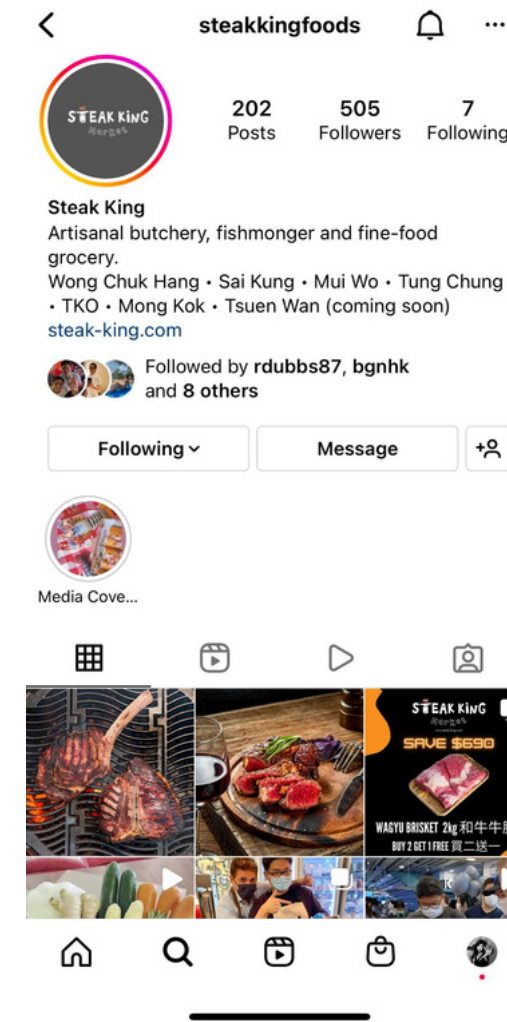 steakkingfoods
STEAK KING
Market
202
Posts
505
Followers
7
Following
Steak King
Artisanal butchery, fishmonger and fine-food
grocery.
Wong Chuk Hang • Sai Kung • Mui Wo • Tung Chung
• TKO • Mong Kok • Tsuen Wan (coming soon)
steak-king.com
Followed by rdubbs87, bgnhk
and 8 others
Following
Message
Media Cove...
STEAK KING
Market
SAVE $690
WAGYU BRISKET 2kg 和牛牛
BUY 2 GET 1 FREE 買二送一